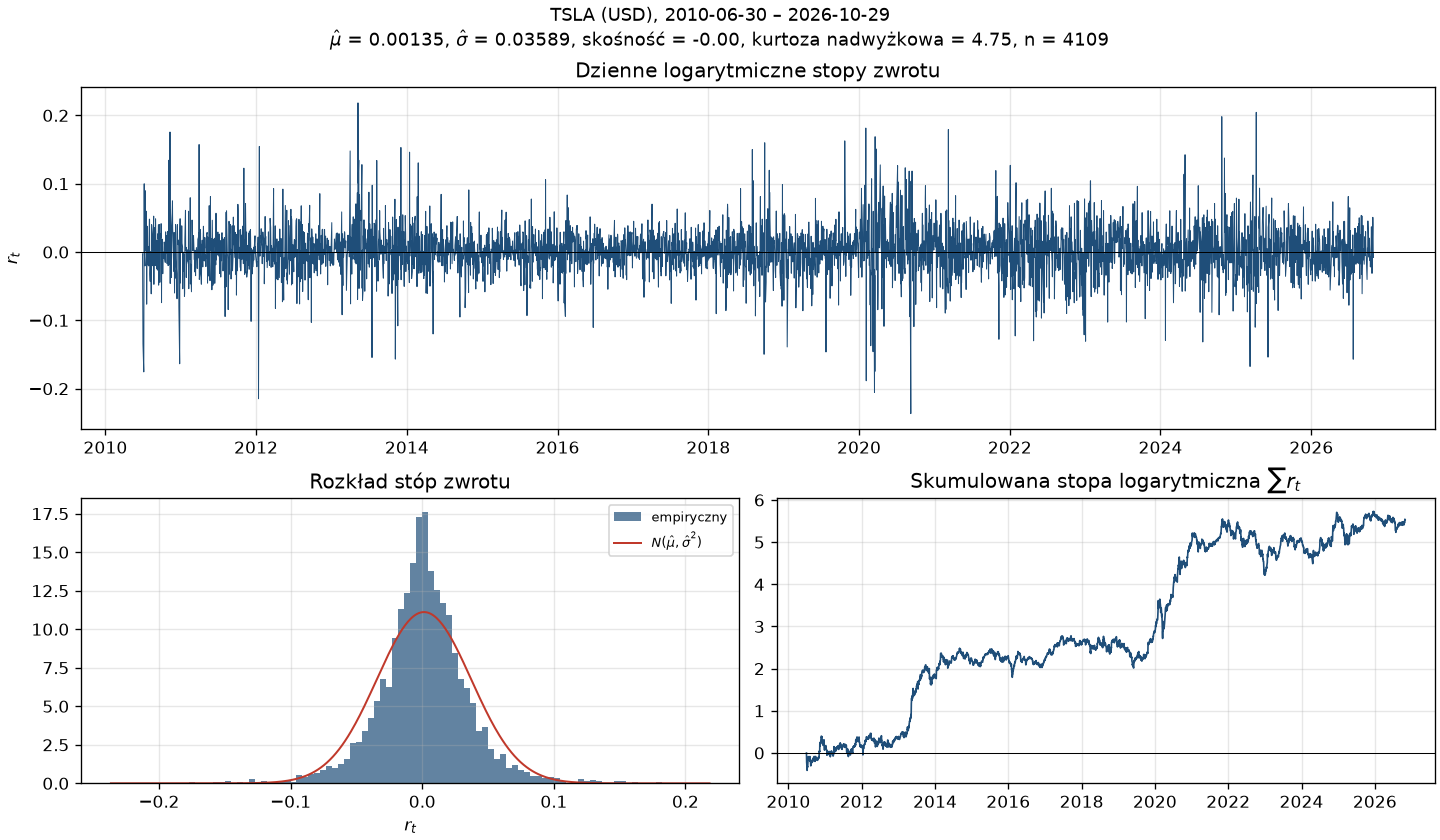 TSLA (USD), 2010-06-30 – 2026-10-29
μ̂ = 0.00135, σ̂ = 0.03589, skośność = -0.00, kurtoza nadwyżkowa = 4.75, n = 4109
Dzienne logarytmiczne stopy zwrotu
0.2
0.1
0.0
−0.1
−0.2
r_t
2010 2012 2014 2016 2018 2020 2022 2024 2026
Rozkład stóp zwrotu
17.5
15.0
12.5
10.0
7.5
5.0
2.5
0.0
empiryczny
N(μ̂, σ̂²)
−0.2 −0.1 0.0 0.1 0.2
r_t
Skumulowana stopa logarytmiczna ∑r_t
6
5
4
3
2
1
0
2010 2012 2014 2016 2018 2020 2022 2024 2026